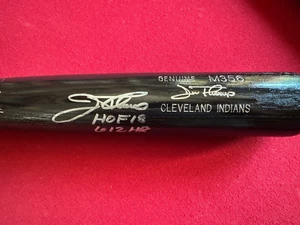 GENUINE M356
Jim Thome
CLEVELAND INDIANS
Jim Thome
HOF 18
612 HR